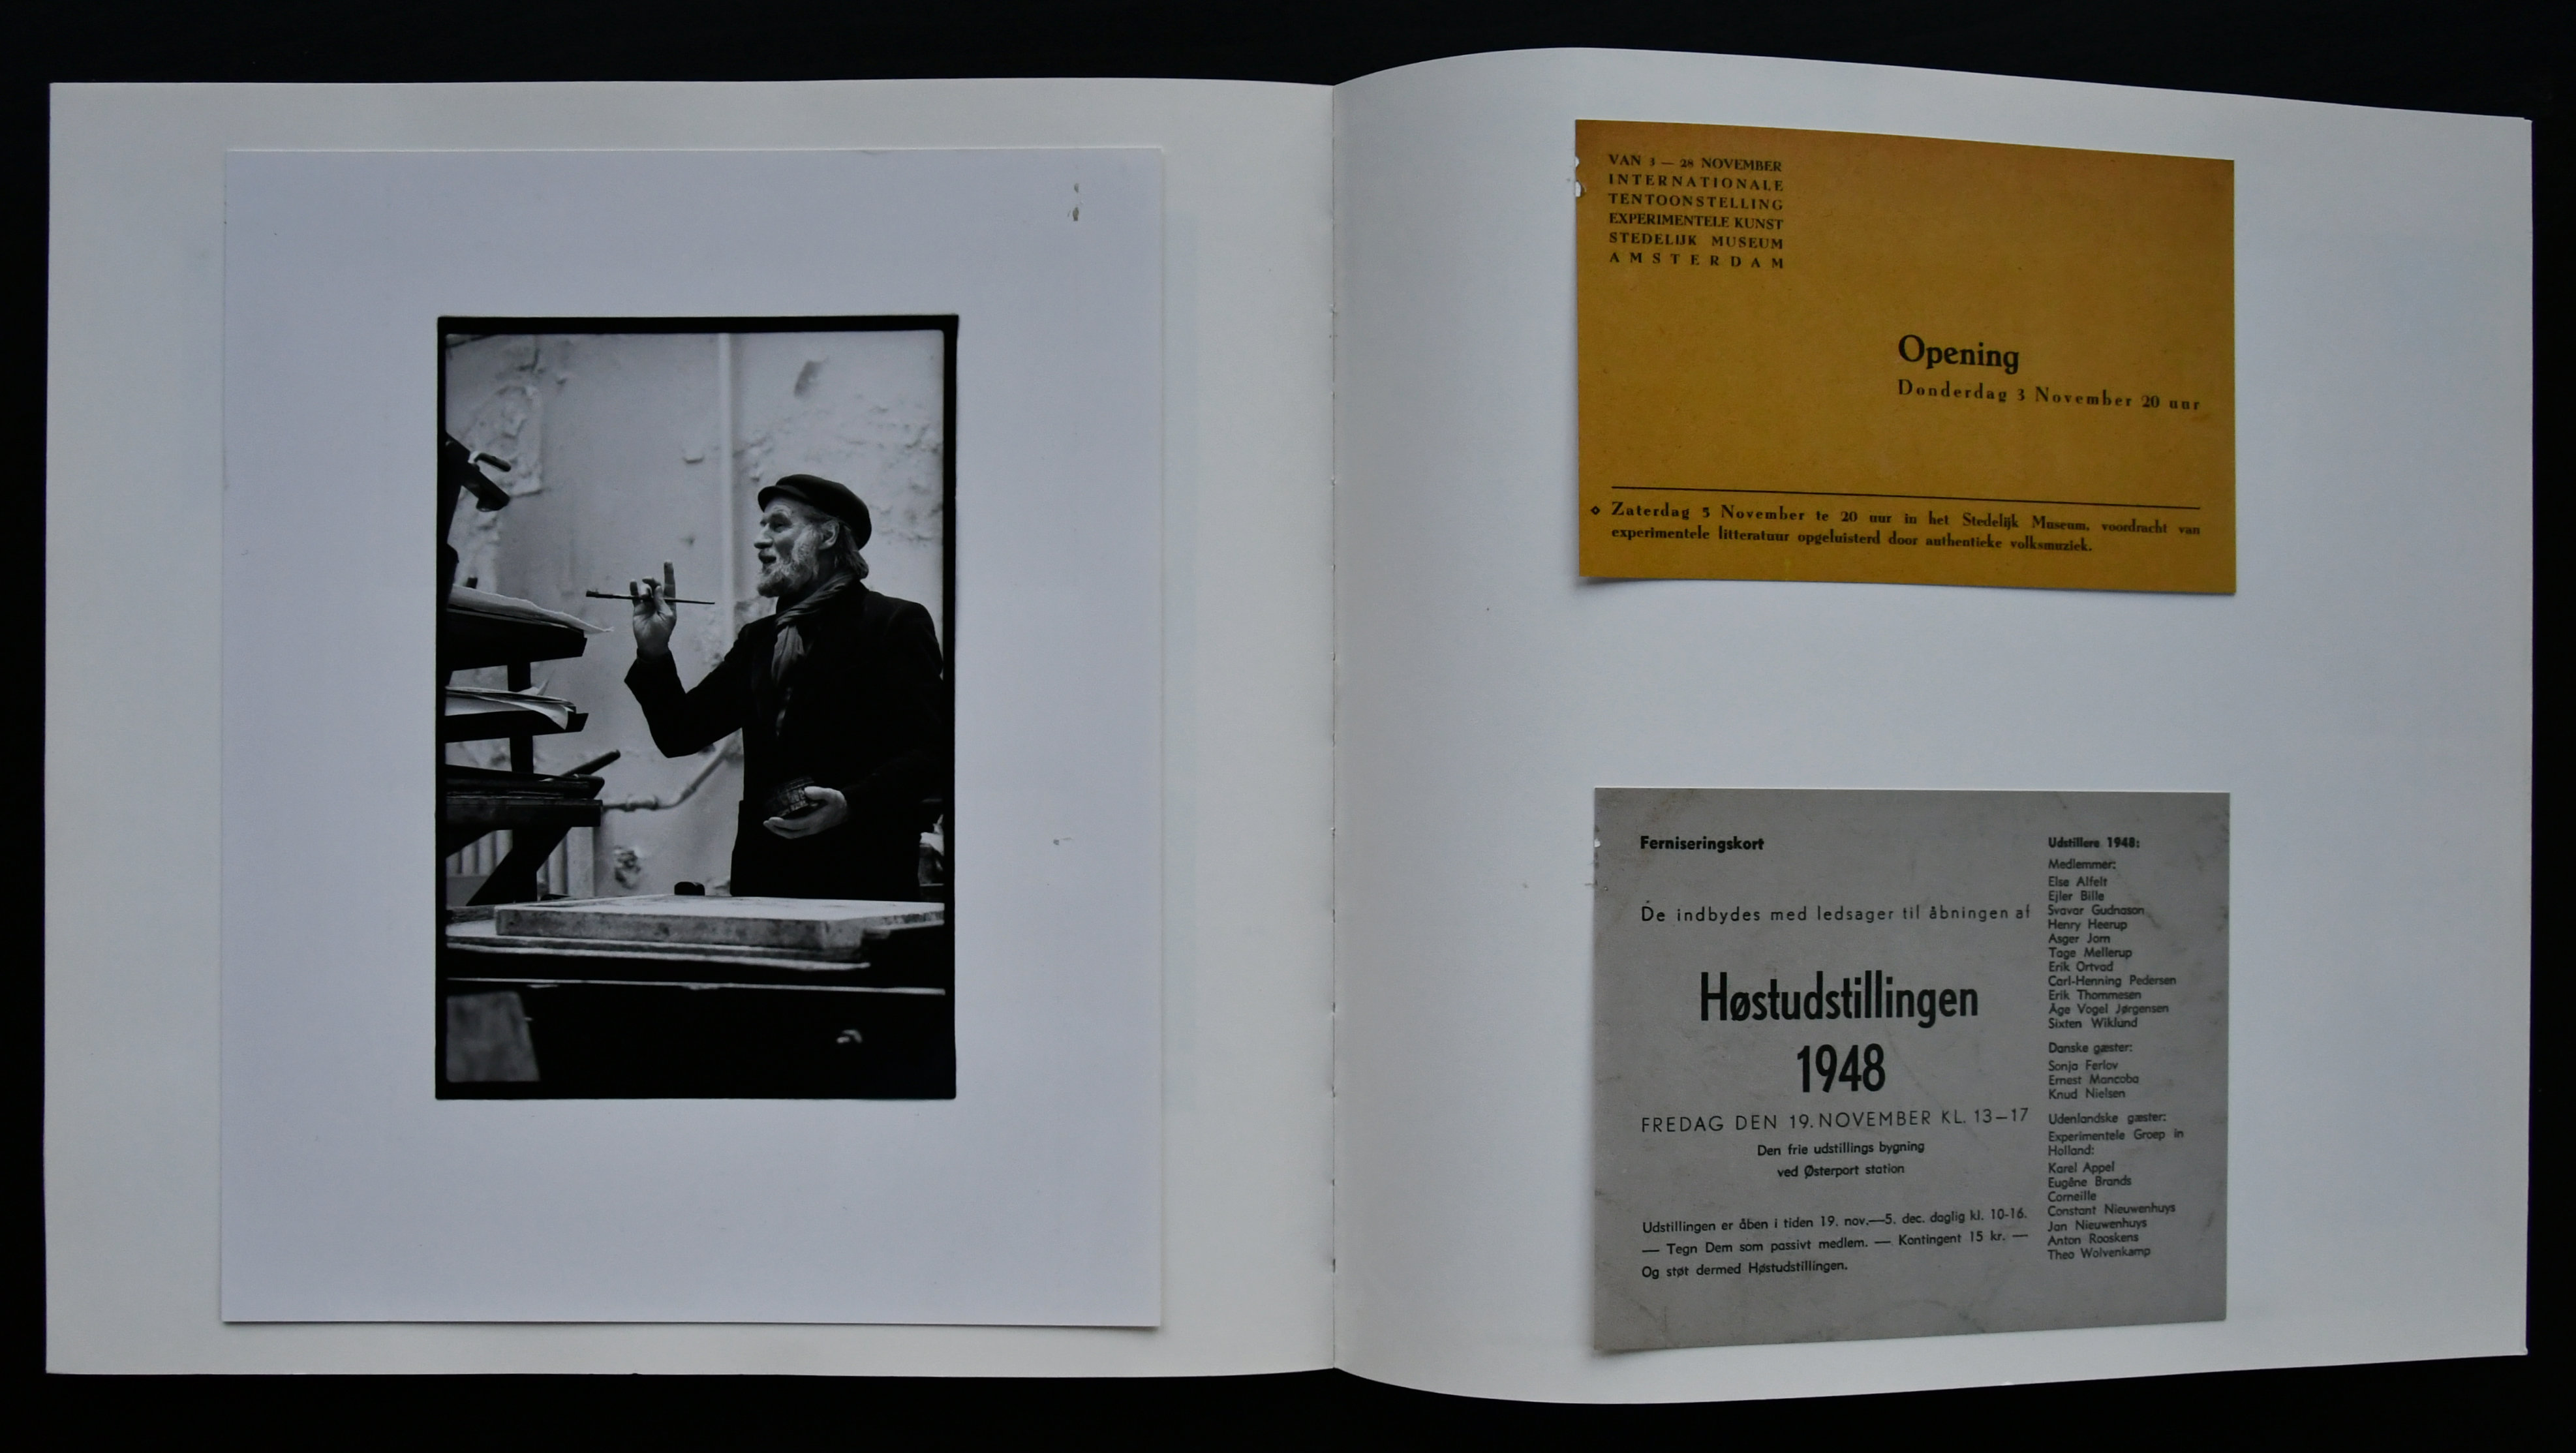 VAN 3 — 28 NOVEMBER
INTERNATIONALE
TENTOONSTELLING
EXPERIMENTELE KUNST
STEDELIJK MUSEUM
AMSTERDAM
Opening
Donderdag 3 November 20 uur
Zaterdag 5 November te 20 uur in het Stedelijk Museum, voordracht van
experimentele litteratuur opgeluisterd door authentieke volksmuziek.
Ferniseringskort
De indbydes med ledsager til åbningen af
Høstudstillingen
1948
FREDAG DEN 19. NOVEMBER KL. 13—17
Den frie udstillings bygning
ved Østerport station
Udstillingen er åben i tiden 19. nov.—5. dec. daglig kl. 10-16.
— Tegn Dem som passivt medlem. — Kontingent 15 kr. —
Og støt dermed Høstudstillingen.
Udstillere 1948:
Medlemmer:
Else Alfelt
Ejler Bille
Svavar Gudnason
Henry Heerup
Asger Jorn
Tage Mellerup
Erik Ortvad
Carl-Henning Pedersen
Erik Thommesen
Åge Vogel Jørgensen
Sixten Wiklund
Danske gæster:
Sonja Ferlov
Ernest Mancoba
Knud Nielsen
Udenlandske gæster:
Experimentele Groep in
Holland:
Karel Appel
Eugêne Brands
Corneille
Constant Nieuwenhuys
Jan Nieuwenhuys
Anton Rooskens
Theo Wolvenkamp